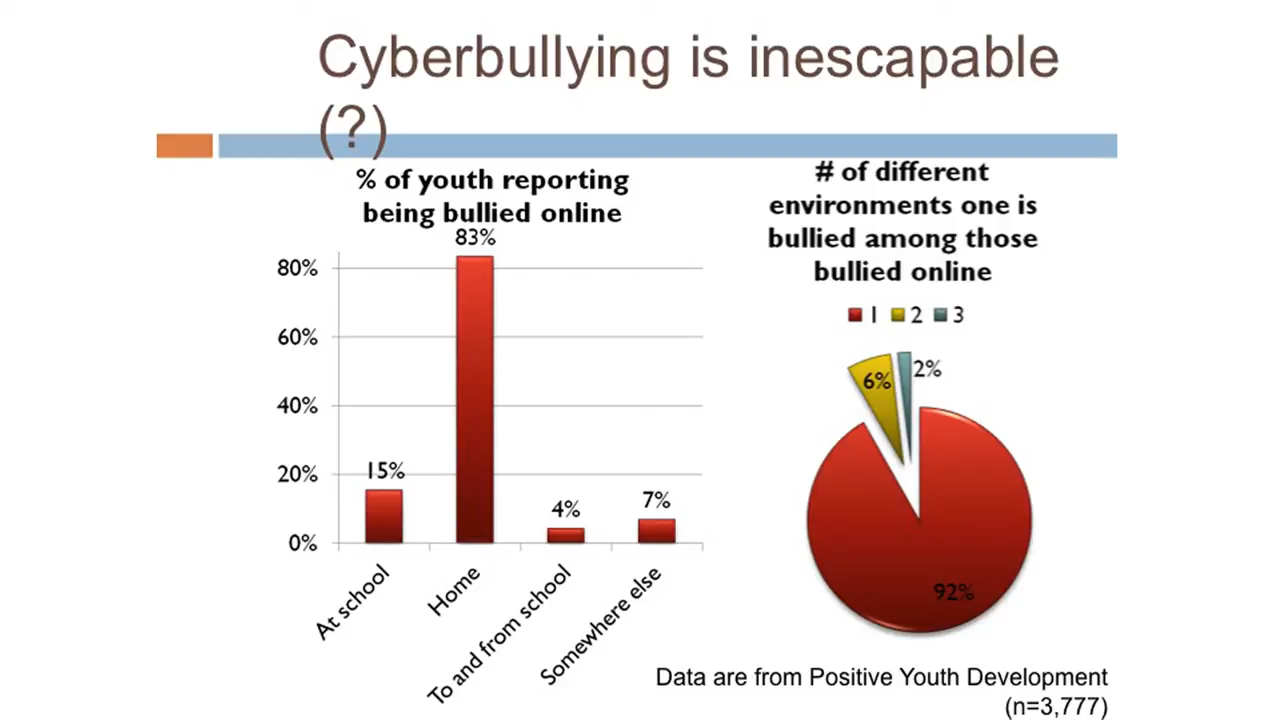 Cyberbullying is inescapable
(?)
% of youth reporting
being bullied online
83%
80%
60%
40%
20%
0%
15%
4%
7%
At school
Home
To and from school
Somewhere else
# of different
environments one is
bullied among those
bullied online
1 2 3
6%
2%
92%
Data are from Positive Youth Development
(n=3,777)